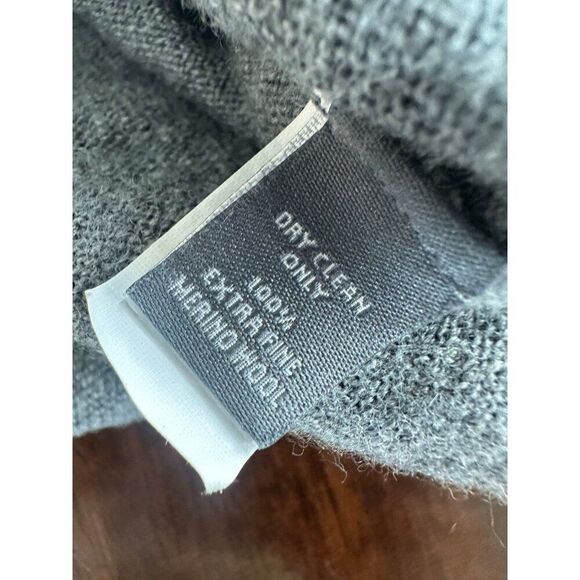 DRY CLEAN
ONLY
100%
EXTRA FINE
MERINO WOOL